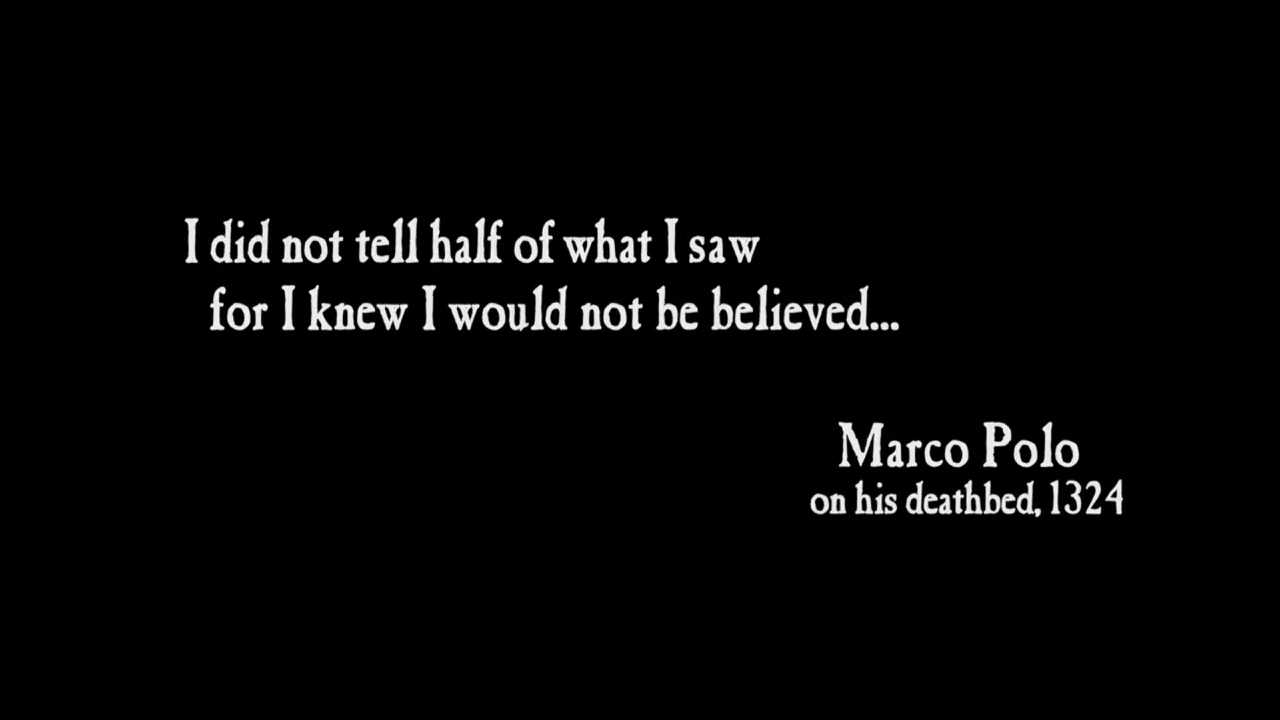 I did not tell half of what I saw
for I knew I would not be believed...
Marco Polo
on his deathbed, 1324